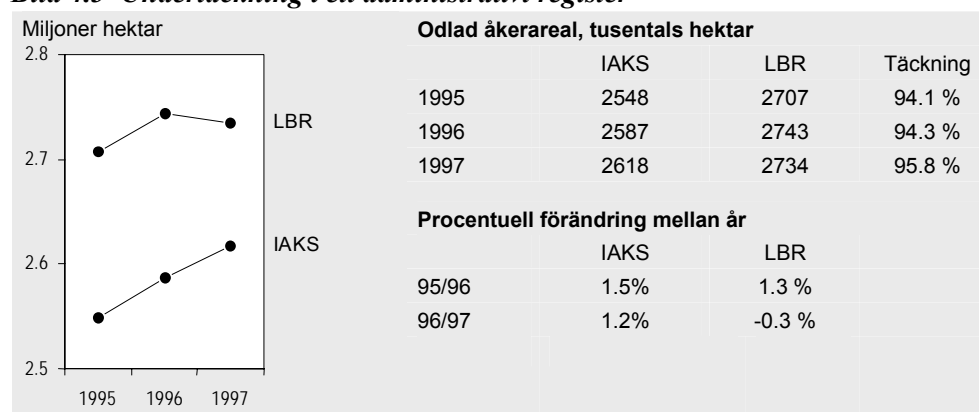 Miljoner hektar
2.8
2.7
2.6
2.5
1995 1996 1997
LBR
IAKS
Odlad åkerareal, tusentals hektar
IAKS LBR Täckning
1995 2548 2707 94.1 %
1996 2587 2743 94.3 %
1997 2618 2734 95.8 %
Procentuell förändring mellan år
IAKS LBR
95/96 1.5% 1.3 %
96/97 1.2% -0.3 %